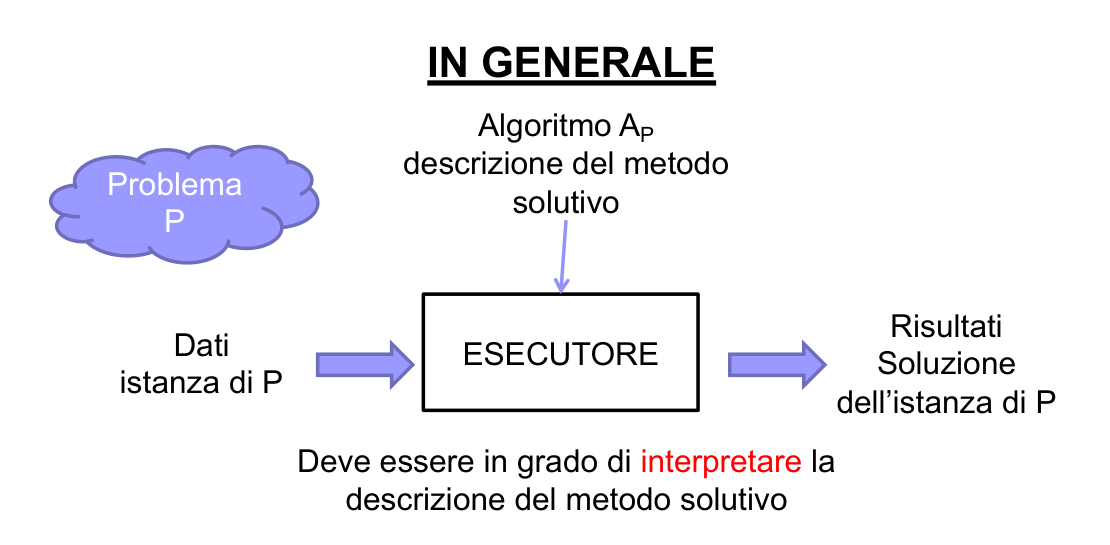 IN GENERALE
Algoritmo AP
descrizione del metodo
solutivo
Problema
P
Dati
istanza di P
ESECUTORE
Risultati
Soluzione
dell'istanza di P
Deve essere in grado di interpretare la
descrizione del metodo solutivo